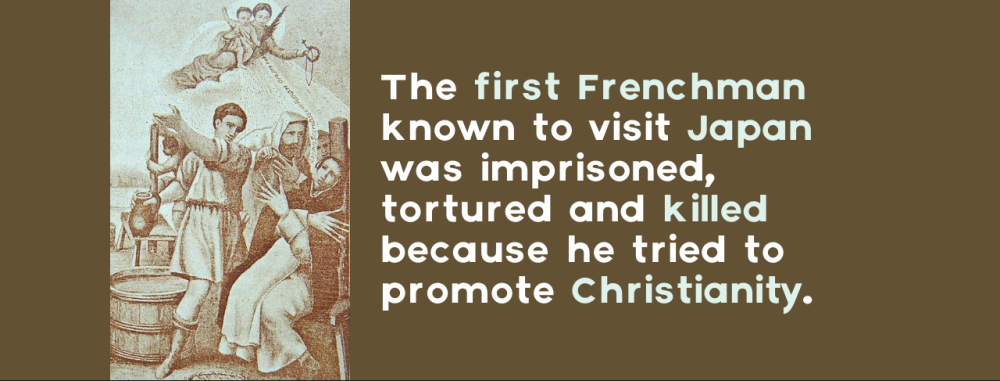 The first Frenchman
known to visit Japan
was imprisoned,
tortured and killed
because he tried to
promote Christianity.